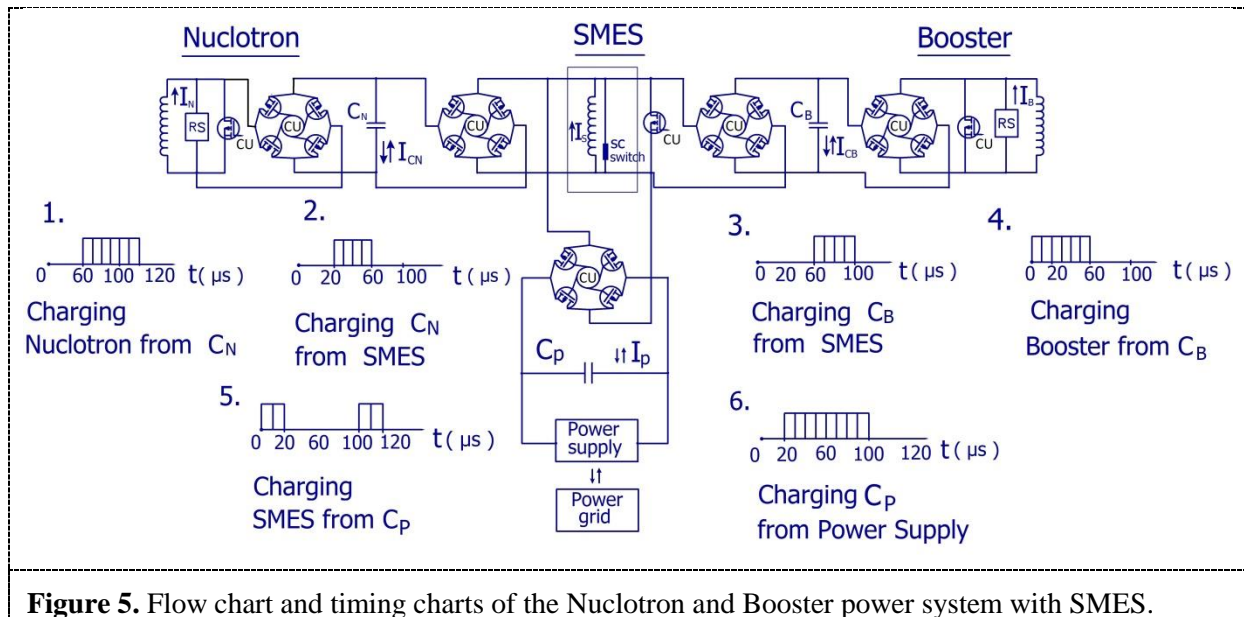 Nuclotron SMES Booster
I_N RS CU CU C_N I_CN CU I_S SC switch CU CU C_B I_CB CU CU RS I_B
1.
0 60 100 120 t(μs)
Charging
Nuclotron from C_N
2.
0 20 60 100 t(μs)
Charging C_N
from SMES
CU
C_P I_P
Power
supply
Power
grid
3.
0 20 60 100 t(μs)
Charging C_B
from SMES
4.
0 20 60 100 t(μs)
Charging
Booster from C_B
5.
0 20 60 100 120 t(μs)
Charging
SMES from C_P
6.
0 20 60 100 120 t(μs)
Charging C_P
from Power Supply
Figure 5. Flow chart and timing charts of the Nuclotron and Booster power system with SMES.